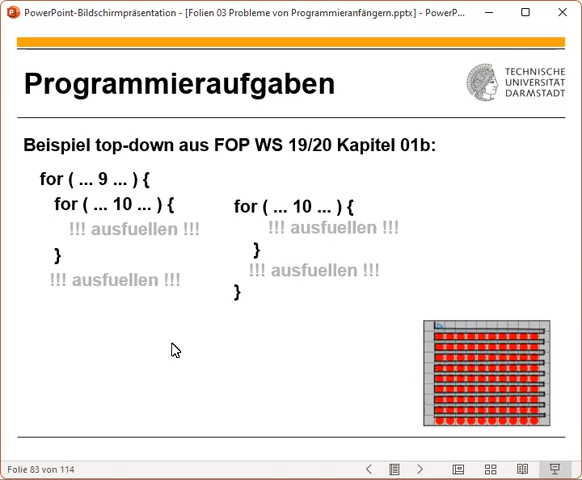 PowerPoint-Bildschirmpräsentation - [Folien 03 Probleme von Programmieranfängern.pptx] - PowerP...
Programmieraufgaben
TECHNISCHE
UNIVERSITÄT
DARMSTADT
Beispiel top-down aus FOP WS 19/20 Kapitel 01b:
for ( ... 9 ... ) {
for ( ... 10 ... ) {
!!! ausfuellen !!!
}
!!! ausfuellen !!!
for ( ... 10 ... ) {
!!! ausfuellen !!!
}
!!! ausfuellen !!!
}
Folie 83 von 114